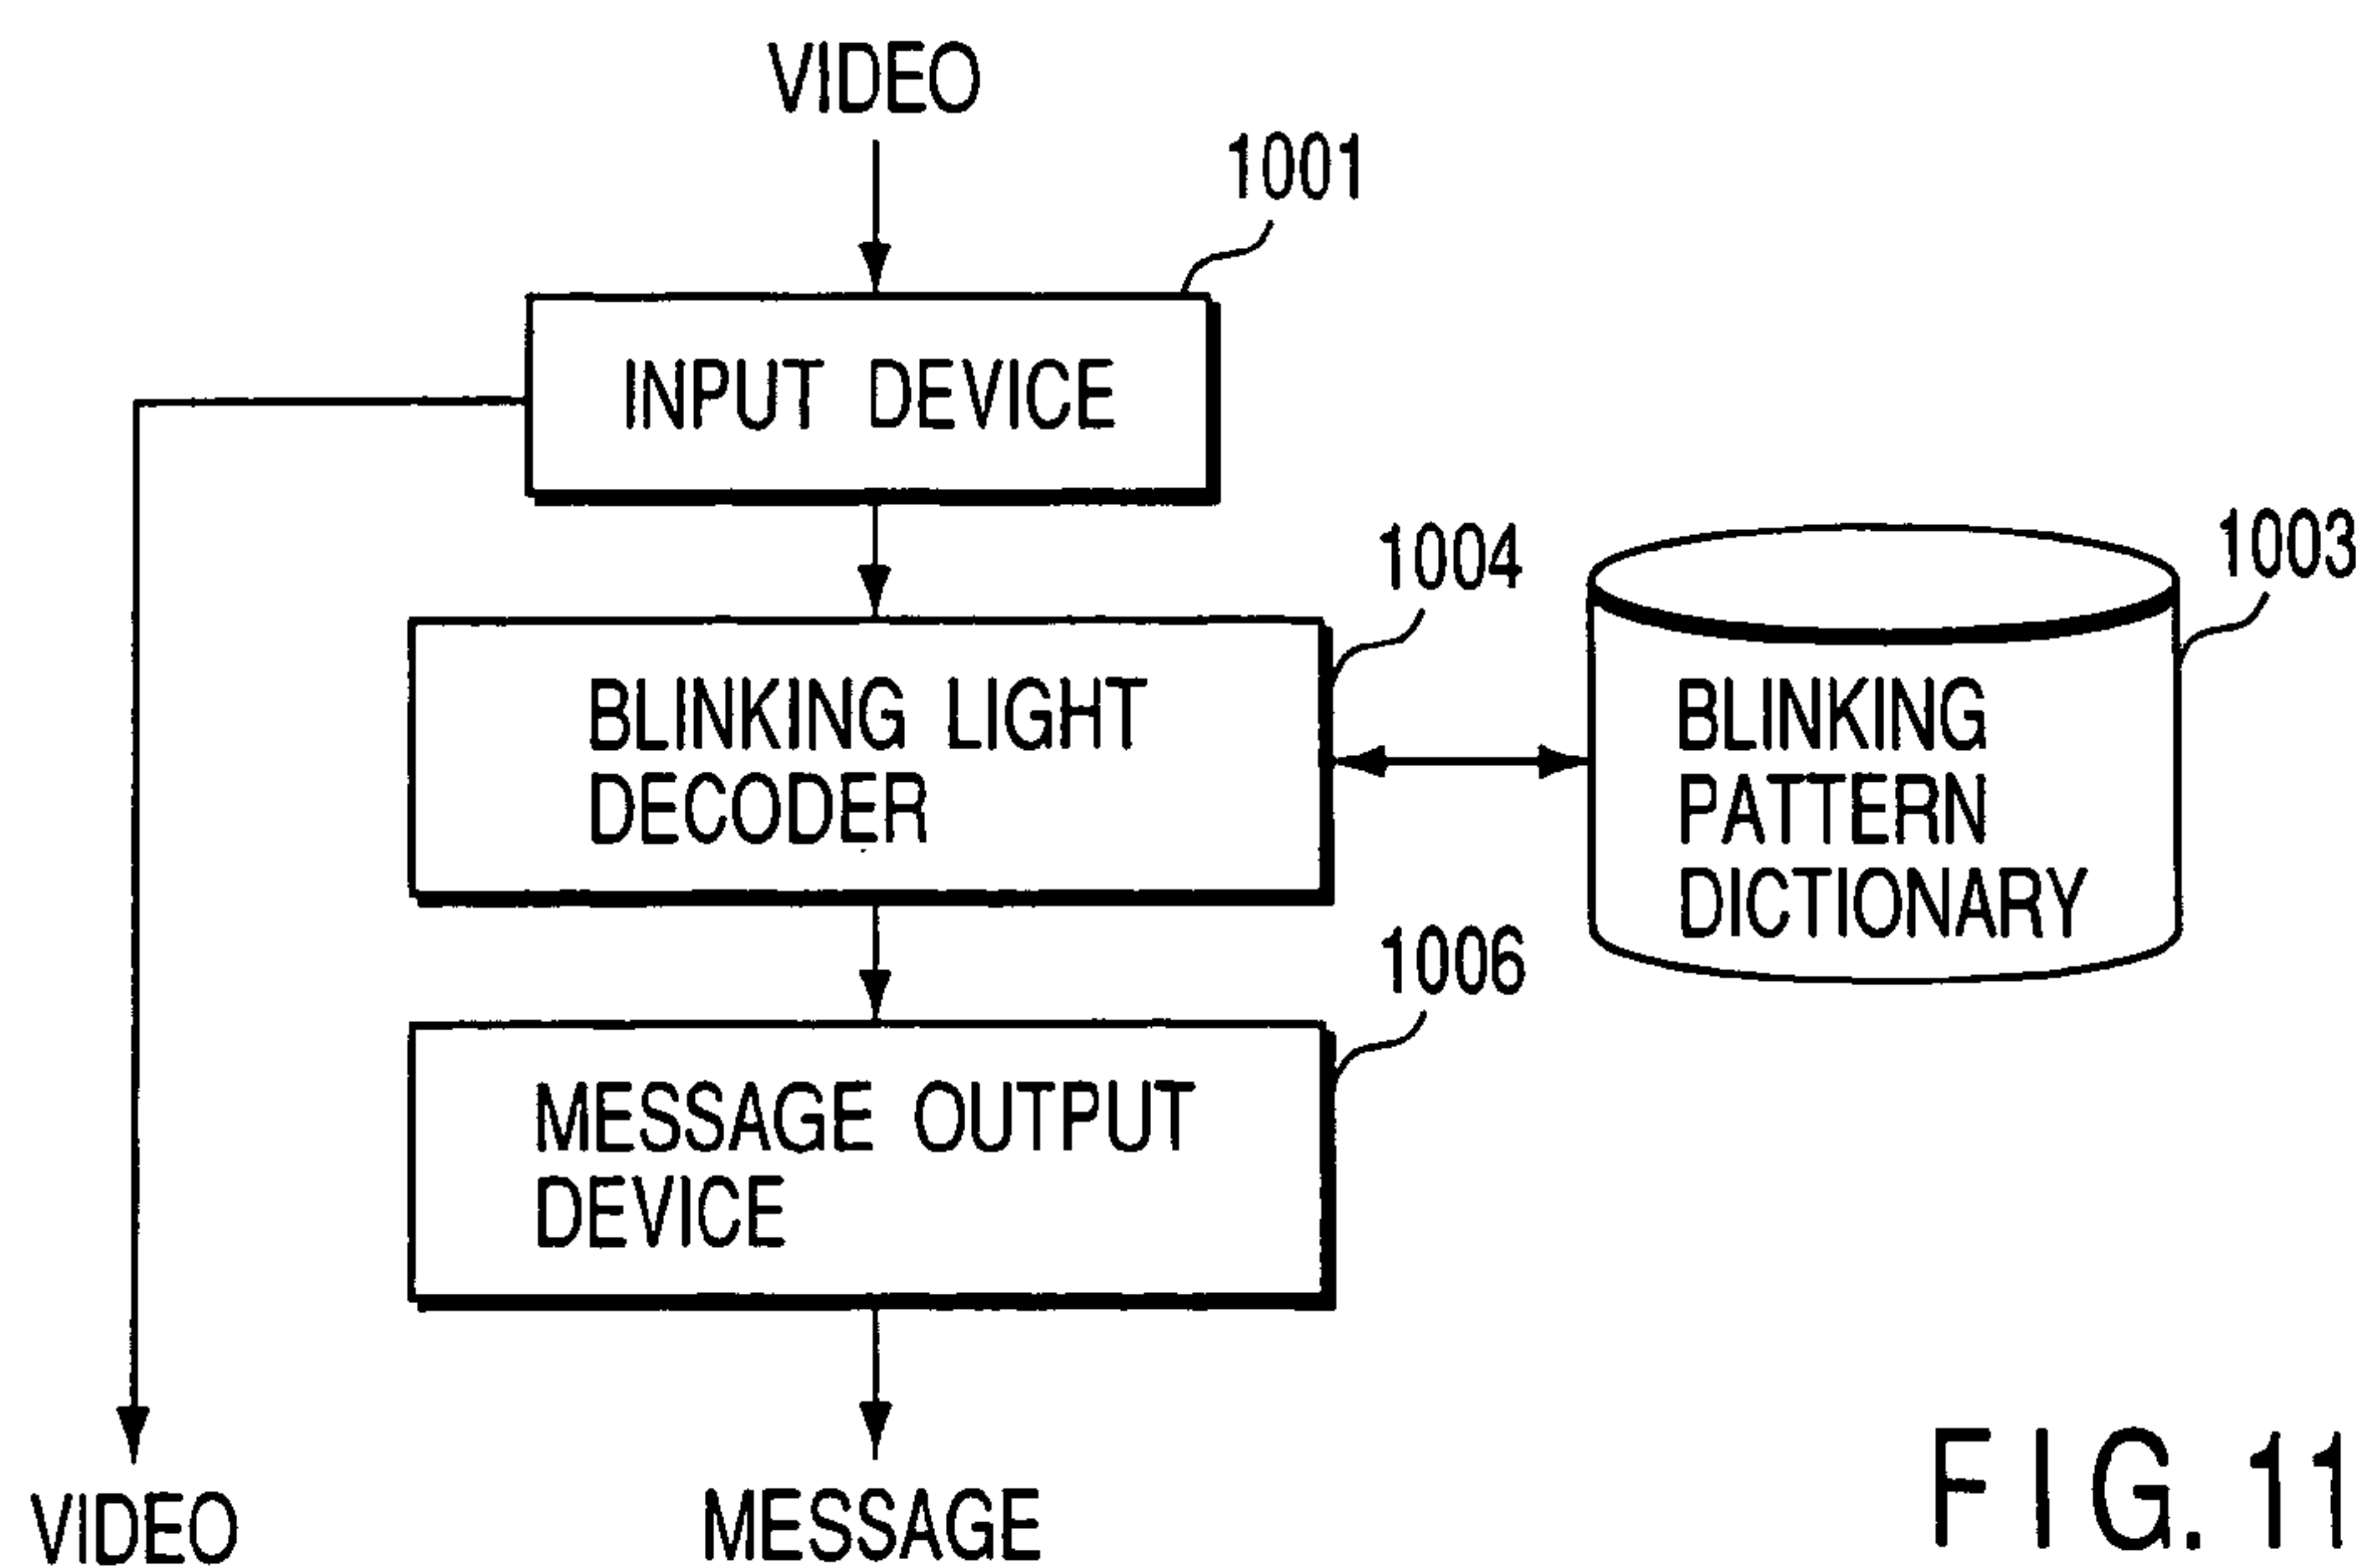 VIDEO
1001
INPUT DEVICE
1004
1003
BLINKING LIGHT
DECODER
BLINKING
PATTERN
DICTIONARY
1006
MESSAGE OUTPUT
DEVICE
VIDEO
MESSAGE
FIG. 11